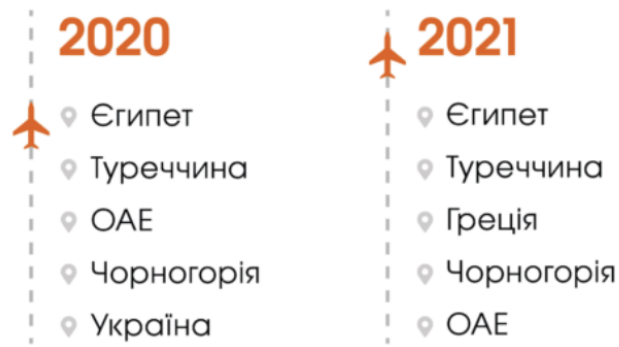 2020
Єгипет
Туреччина
ОАЕ
Чорногорія
Україна
2021
Єгипет
Туреччина
Греція
Чорногорія
ОАЕ